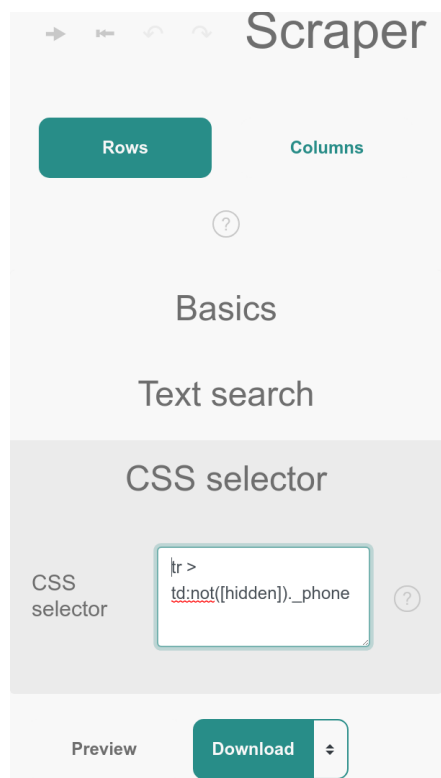 Scraper
Rows
Columns
?
Basics
Text search
CSS selector
CSS
selector
tr >
td:not([hidden])._phone
?
Preview
Download